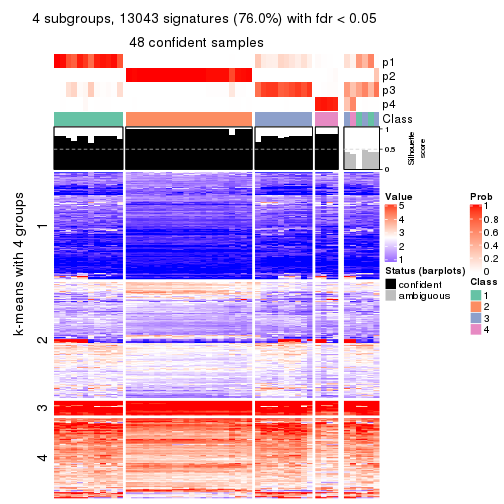 4 subgroups, 13043 signatures (76.0%) with fdr < 0.05
48 confident samples
p1
p2
p3
p4
Class
1
0.5
0
Silhouette
score
k-means with 4 groups
1
2
3
4
Value
5
4
3
2
1
Status (barplots)
confident
ambiguous
Prob
1
0.8
0.6
0.4
0.2
0
Class
1
2
3
4